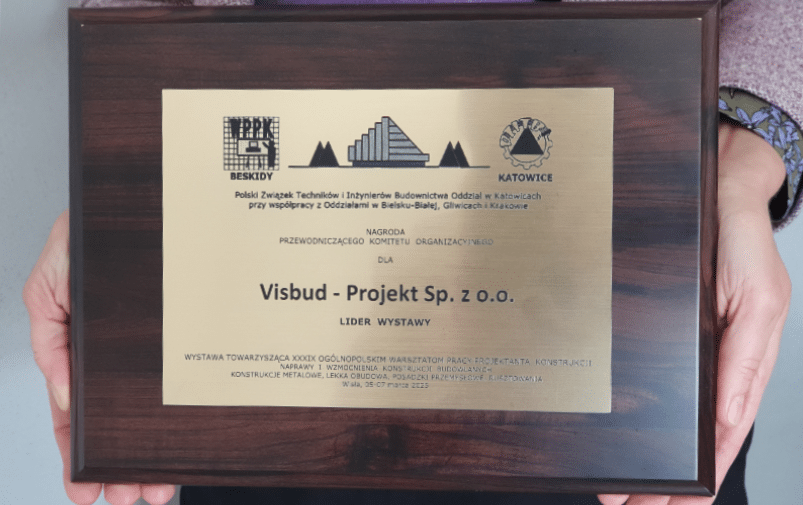 WPPK
BESKIDY
KATOWICE
Polski Związek Techników i Inżynierów Budownictwa Oddział w Katowicach
przy współpracy z Oddziałami w Bielsku-Białej, Gliwicach i Krakowie
NAGRODA
PRZEWODNICZĄCEGO KOMITETU ORGANIZACYJNEGO
DLA
Visbud - Projekt Sp. z o.o.
LIDER WYSTAWY
WYSTAWA TOWARZYSZĄCA XXXIX OGÓLNOPOLSKIM WARSZTATOM PRACY PROJEKTANTA KONSTRUKCJI
NAPRAWY I WZMOCNIENIA KONSTRUKCJI BUDOWLANYCH
KONSTRUKCJE METALOWE, LEKKA OBUDOWA, POSADZKI PRZEMYSŁOWE, RUSZTOWANIA
Wisła, 05-07 marca